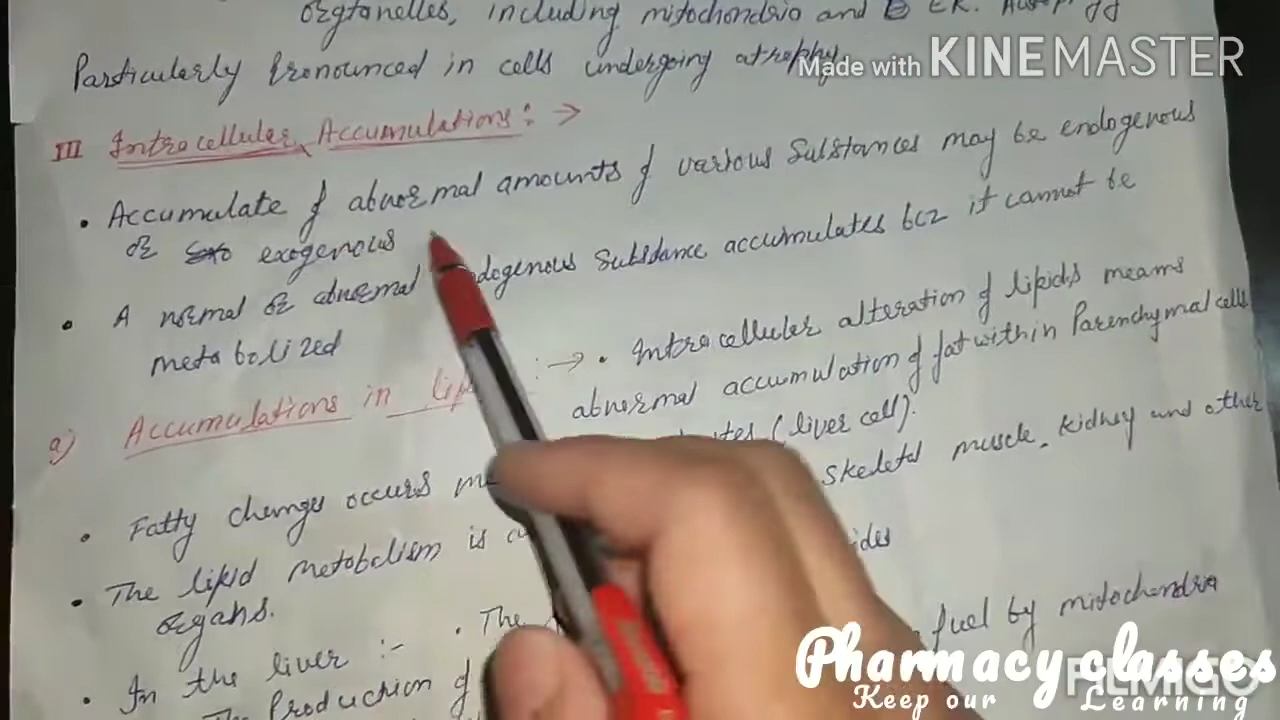 including mitochondria and ER.
Particularly Pronounced in cells undergoing atrophy
Made with KINEMASTER
III Intracellular Accumulations : →
• Accumulate of abnormal amounts of various Substances may be endogenous
or exogenous
• A normal or abnormal Substance accumulates bcz it cannot be
metabolized
a) Accumulations in : → • Intracellular alteration of lipids means
abnormal accumulation of fat within Parenchymal cells
• Fatty changes occurs (liver cell).
• The lipid metabolism is Skeletal muscle, kidney and other
organs.
• In the liver :- • The
The Production of fuel by mitochondria
Pharmacy classes
Keep our Learning
FILMIGO